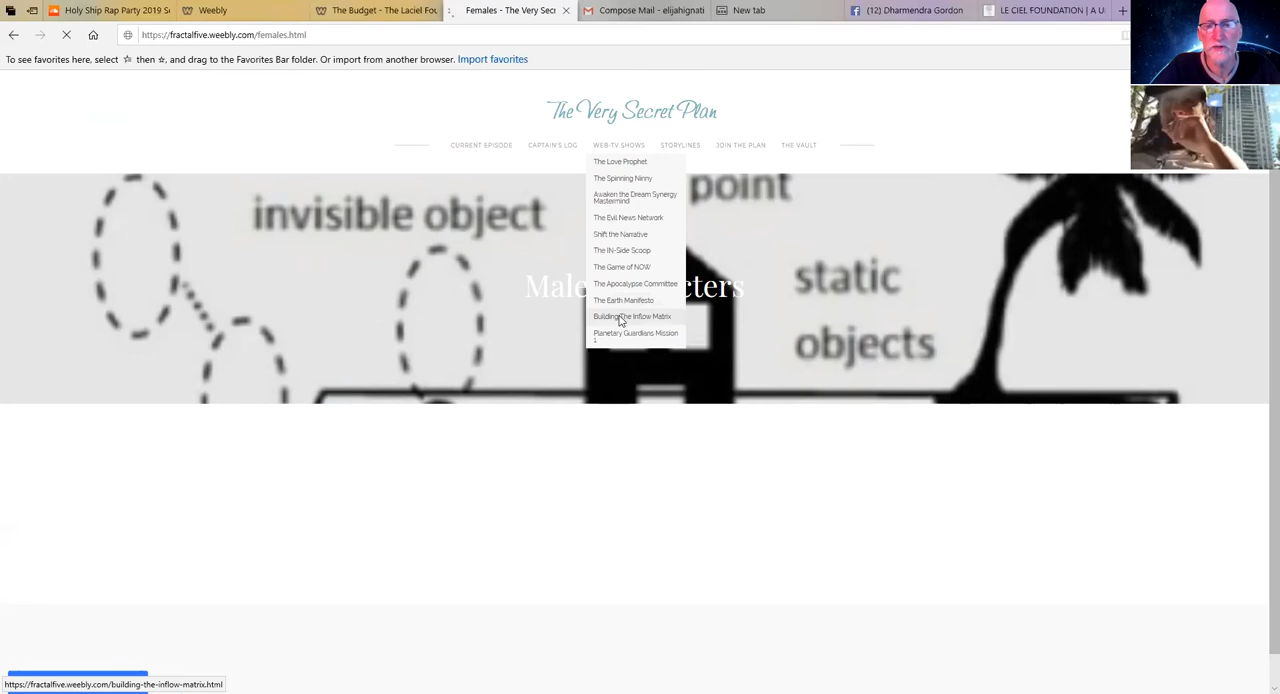 Holy Ship Rap Party 2019 S
Weebly
The Budget - The Laciel Fou
Females - The Very Secr
Compose Mail - elijahignati
New tab
(12) Dharmendra Gordon
LE CIEL FOUNDATION | A U
https://fractalfive.weebly.com/females.html
To see favorites here, select ☆ then ☆, and drag to the Favorites Bar folder. Or import from another browser. Import favorites
The Very Secret Plan
CURRENT EPISODE CAPTAIN'S LOG WEB-TV SHOWS STORYLINES JOIN THE PLAN THE VAULT
The Love Prophet
The Spinning Ninny
Awaken the Dream Synergy
Mastermind
The Evil News Network
Shift the Narrative
The IN-Side Scoop
The Game of NOW
The Apocalypse Committee
The Earth Manifesto
Building The Inflow Matrix
Planetary Guardians Mission
1
invisible object
point
Male
cters
static
objects
https://fractalfive.weebly.com/building-the-inflow-matrix.html